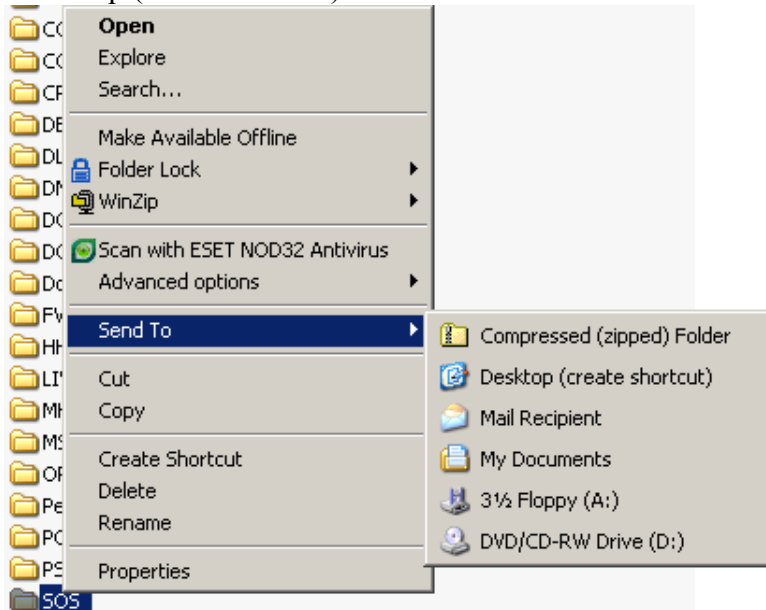 Open
Explore
Search...
Make Available Offline
Folder Lock
WinZip
Scan with ESET NOD32 Antivirus
Advanced options
Send To
Cut
Copy
Create Shortcut
Delete
Rename
Properties
Compressed (zipped) Folder
Desktop (create shortcut)
Mail Recipient
My Documents
3½ Floppy (A:)
DVD/CD-RW Drive (D:)
SOS